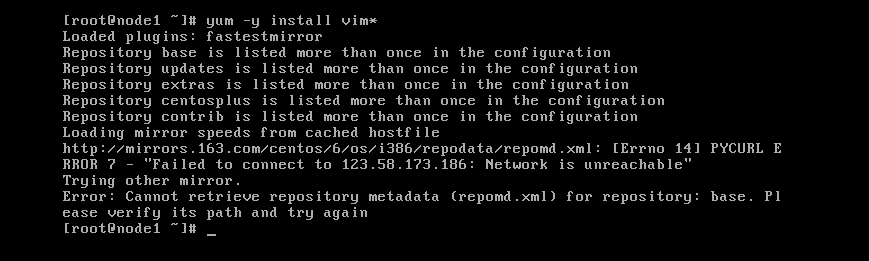 [root@node1 ~]# yum -y install vim*
Loaded plugins: fastestmirror
Repository base is listed more than once in the configuration
Repository updates is listed more than once in the configuration
Repository extras is listed more than once in the configuration
Repository centosplus is listed more than once in the configuration
Repository contrib is listed more than once in the configuration
Loading mirror speeds from cached hostfile
http://mirrors.163.com/centos/6/os/i386/repodata/repomd.xml: [Errno 14] PYCURL E
RROR 7 - "Failed to connect to 123.58.173.186: Network is unreachable"
Trying other mirror.
Error: Cannot retrieve repository metadata (repomd.xml) for repository: base. Pl
ease verify its path and try again
[root@node1 ~]# _